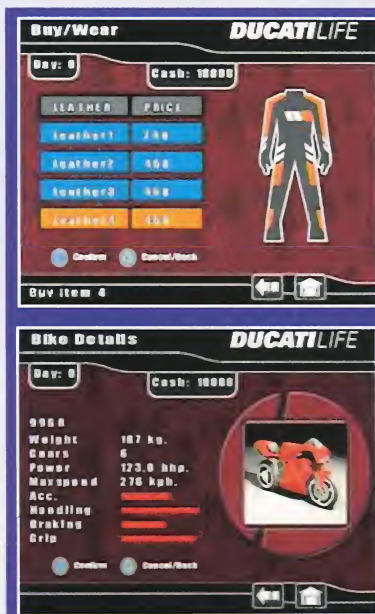 Buy/Wear
DUCATILIFE
Day: 0
Cash: 10000
LEATHER PRICE
leather1
leather2
leather3
leather4
Confirm Cancel/Back
Buy item 4
Bike Details
DUCATILIFE
Day: 0
Cash: 10000
Weight 187 kg.
Gears 6
Power 123.0 bhp.
Maxspeed 276 kph.
Acc.
Handling
Braking
Grip
Confirm Cancel/Back